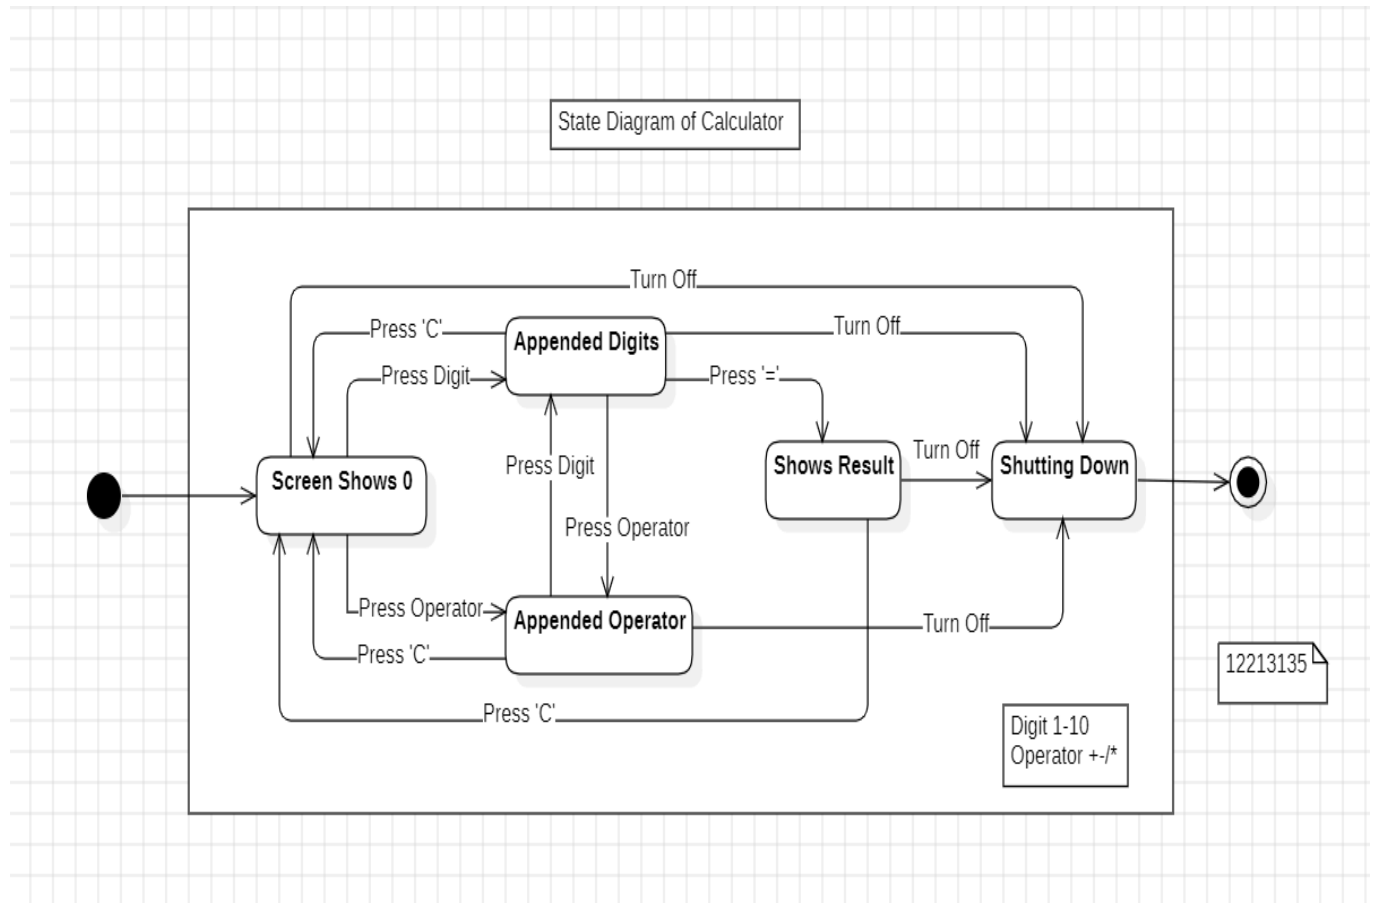 State Diagram of Calculator
Turn Off
Press 'C'
Appended Digits
Turn Off
Press Digit
Press '='
Screen Shows 0
Press Digit
Shows Result
Turn Off
Shutting Down
Press Operator
Press Operator
Appended Operator
Turn Off
Press 'C'
Press 'C'
12213135
Digit 1-10
Operator +-/*